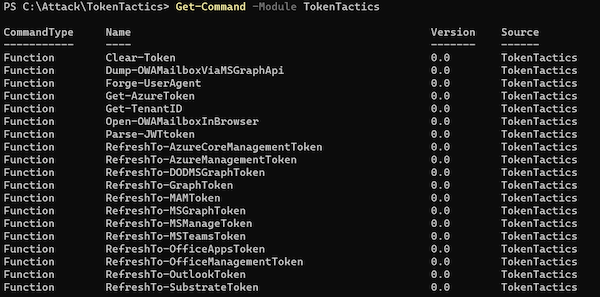 PS C:\Attack\TokenTactics> Get-Command -Module TokenTactics
CommandType Name Version Source
----------- ---- ------- ------
Function Clear-Token 0.0 TokenTactics
Function Dump-OWAMailboxViaMSGraphApi 0.0 TokenTactics
Function Forge-UserAgent 0.0 TokenTactics
Function Get-AzureToken 0.0 TokenTactics
Function Get-TenantID 0.0 TokenTactics
Function Open-OWAMailboxInBrowser 0.0 TokenTactics
Function Parse-JWTtoken 0.0 TokenTactics
Function RefreshTo-AzureCoreManagementToken 0.0 TokenTactics
Function RefreshTo-AzureManagementToken 0.0 TokenTactics
Function RefreshTo-DODMSGraphToken 0.0 TokenTactics
Function RefreshTo-GraphToken 0.0 TokenTactics
Function RefreshTo-MAMToken 0.0 TokenTactics
Function RefreshTo-MSGraphToken 0.0 TokenTactics
Function RefreshTo-MSManageToken 0.0 TokenTactics
Function RefreshTo-MSTeamsToken 0.0 TokenTactics
Function RefreshTo-OfficeAppsToken 0.0 TokenTactics
Function RefreshTo-OfficeManagementToken 0.0 TokenTactics
Function RefreshTo-OutlookToken 0.0 TokenTactics
Function RefreshTo-SubstrateToken 0.0 TokenTactics